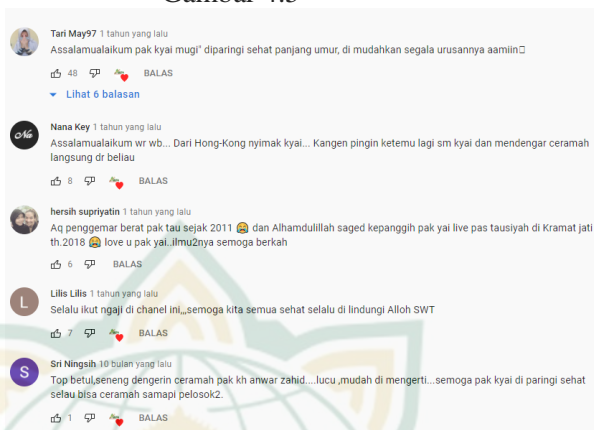 Tari May97 1 tahun yang lalu
Assalamualaikum pak kyai mugi" diparingi sehat panjang umur, di mudahkan segala urusannya aamiin
48 BALAS
Lihat 6 balasan
Nana Key 1 tahun yang lalu
Assalamualaikum wr wb... Dari Hong-Kong nyimak kyai... Kangen pingin ketemu lagi sm kyai dan mendengar ceramah
langsung dr beliau
8 BALAS
hersih supriyatin 1 tahun yang lalu
Aq penggemar berat pak tau sejak 2011 😭 dan Alhamdulillah saged kepanggih pak yai live pas tausiyah di Kramat jati
th.2018 😭 love u pak yai..ilmu2nya semoga berkah
6 BALAS
L
Lilis Lilis 1 tahun yang lalu
Selalu ikut ngaji di chanel ini,,,semoga kita semua sehat selalu di lindungi Alloh SWT
7 BALAS
S
Sri Ningsih 10 bulan yang lalu
Top betul,seneng dengerin ceramah pak kh anwar zahid....lucu ,mudah di mengerti...semoga pak kyai di paringi sehat
selau bisa ceramah samapi pelosok2.
1 BALAS